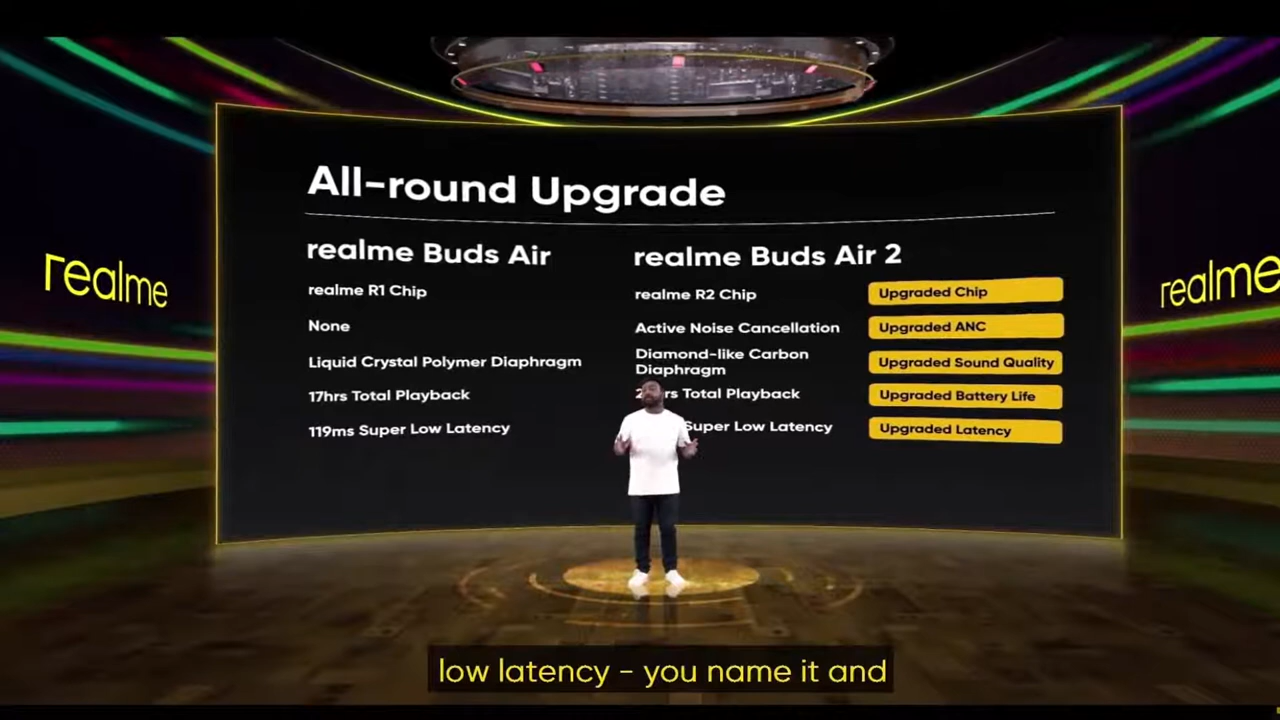 All-round Upgrade
realme Buds Air
realme Buds Air 2
realme R1 Chip
realme R2 Chip
Upgraded Chip
None
Active Noise Cancellation
Upgraded ANC
Liquid Crystal Polymer Diaphragm
Diamond-like Carbon
Diaphragm
Upgraded Sound Quality
17hrs Total Playback
Total Playback
Upgraded Battery Life
119ms Super Low Latency
Super Low Latency
Upgraded Latency
realme
realme
low latency - you name it and